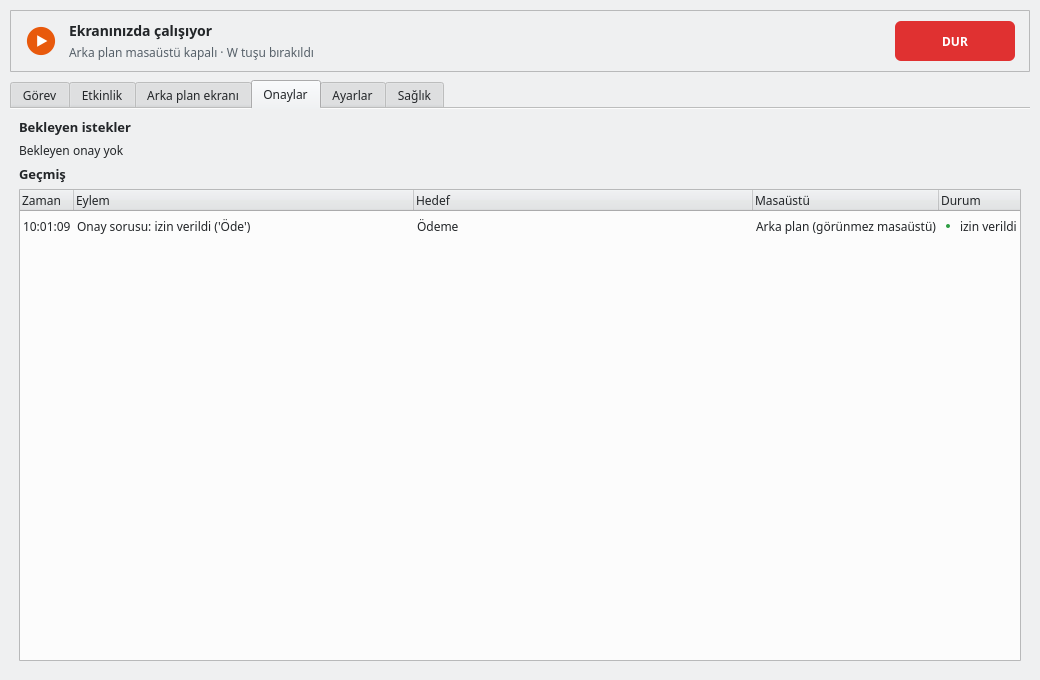 Ekranınızda çalışıyor
Arka plan masaüstü kapalı · W tuşu bırakıldı
DUR
Görev Etkinlik Arka plan ekranı Onaylar Ayarlar Sağlık
Bekleyen istekler
Bekleyen onay yok
Geçmiş
Zaman Eylem Hedef Masaüstü Durum
10:01:09 Onay sorusu: izin verildi ('Öde') Ödeme Arka plan (görünmez masaüstü) • izin verildi